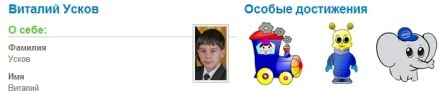 Виталий Усков
О себе:
Фамилия
Усков
Имя
Виталий
Особые достижения